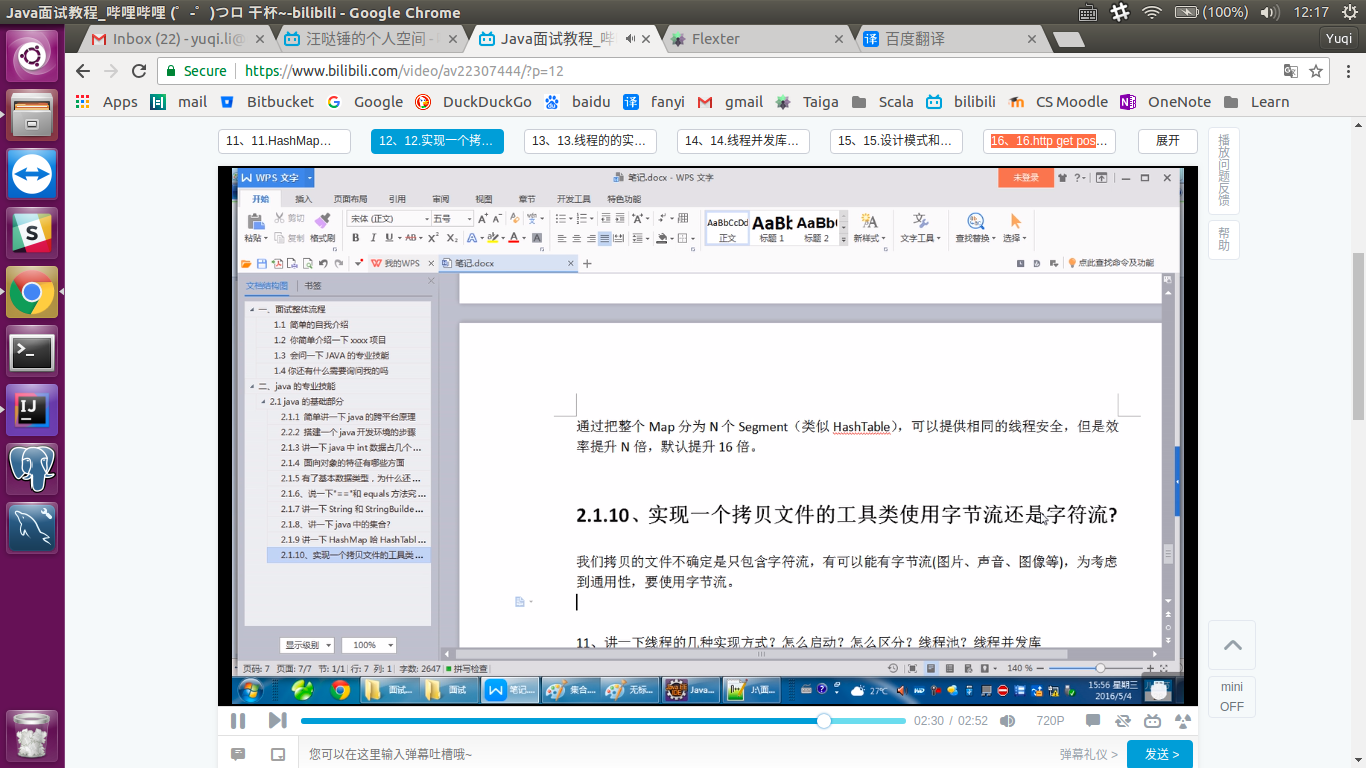 Java面试教程_哔哩哔哩 (゜-゜)つロ 干杯~-bilibili - Google Chrome
(100%) 12:17
Inbox (22) - yuqi.li@
汪哒锤的个人空间 -
Java面试教程_哔
Flexter
百度翻译
Yuqi
Secure
https://www.bilibili.com/video/av22307444/?p=12
Apps mail Bitbucket Google DuckDuckGo baidu fanyi gmail Taiga Scala bilibili CS Moodle OneNote Learn
11、11.HashMap…
12、12.实现一个拷…
13、13.线程的的实…
14、14.线程并发库…
15、15.设计模式和…
16、16.http get pos…
展开
播放问题反馈
帮助
WPS 文字
笔记.docx - WPS 文字
未登录
开始 插入 页面布局 引用 审阅 视图 章节 开发工具 特色功能
粘贴 剪切 复制 格式刷
宋体 (正文) 五号
AaBbCcDd 正文
AaBb 标题 1
AaBb 标题 2
新样式 文字工具 查找替换 选择
我的WPS
笔记.docx
点此查找命令及功能
文档结构图 书签
一、面试整体流程
1.1 简单的自我介绍
1.2 你简单介绍一下 xxxx 项目
1.3 会问一下 JAVA 的专业技能
1.4 你还有什么需要询问我的吗
二、java 的专业技能
2.1 java 的基础部分
2.1.1 简单讲一下 java 的跨平台原理
2.2.2 搭建一个 java 开发环境的步骤
2.1.3 讲一下 java 中 int 数据占几个 ...
2.1.4 面向对象的特征有哪些方面
2.1.5 有了基本数据类型，为什么还 ...
2.1.6、说一下"=="和 equals 方法究 ...
2.1.7 讲一下 String 和 StringBuilde...
2.1.8、讲一下 java 中的集合?
2.1.9 讲一下 HashMap 哈 HashTabl ...
2.1.10、实现一个拷贝文件的工具类 ...
显示级别 100%
通过把整个 Map 分为 N 个 Segment（类似 HashTable），可以提供相同的线程安全，但是效
率提升 N 倍，默认提升 16 倍。
2.1.10、实现一个拷贝文件的工具类使用字节流还是字符流?
我们拷贝的文件不确定是只包含字符流，有可以能有字节流(图片、声音、图像等)，为考虑
到通用性，要使用字节流。
11、讲一下线程的几种实现方式？怎么启动？怎么区分？线程池？线程并发库
页码: 7 页面: 7/7 节: 1/1 行: 7 列: 1 字数: 2647 拼写检查
140 %
面试... 面试 笔记... 集合.... 无标... Java... J:\面...
27℃
15:56 星期三
2016/5/4
02:30 / 02:52
720P
mini
OFF
您可以在这里输入弹幕吐槽哦~
弹幕礼仪 >
发送 >